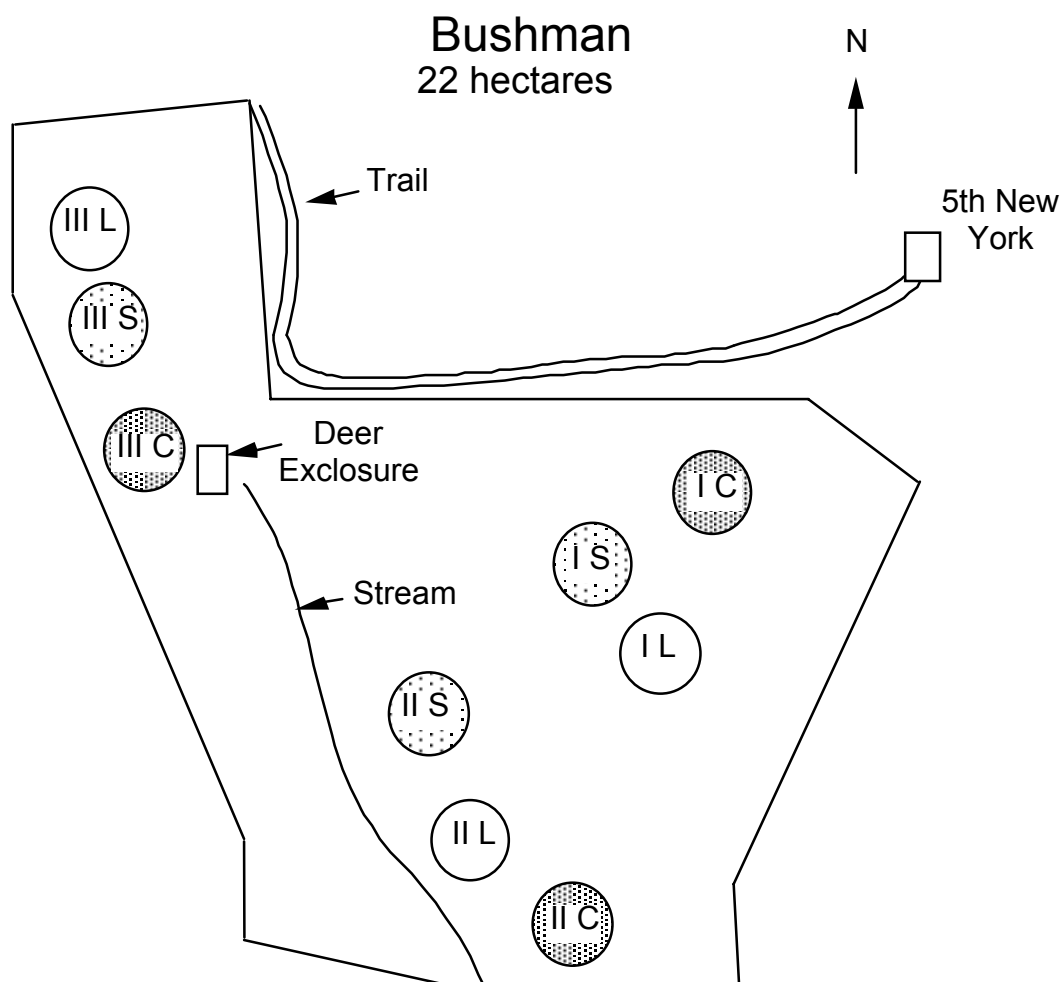 Bushman
22 hectares
N
Trail
5th New
York
III L
III S
III C
Deer
Exclosure
I C
I S
Stream
I L
II S
II L
II C